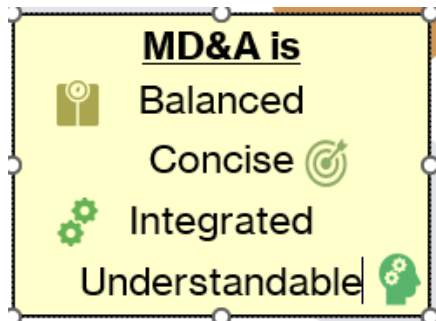 MD&A is
Balanced
Concise
Integrated
Understandable